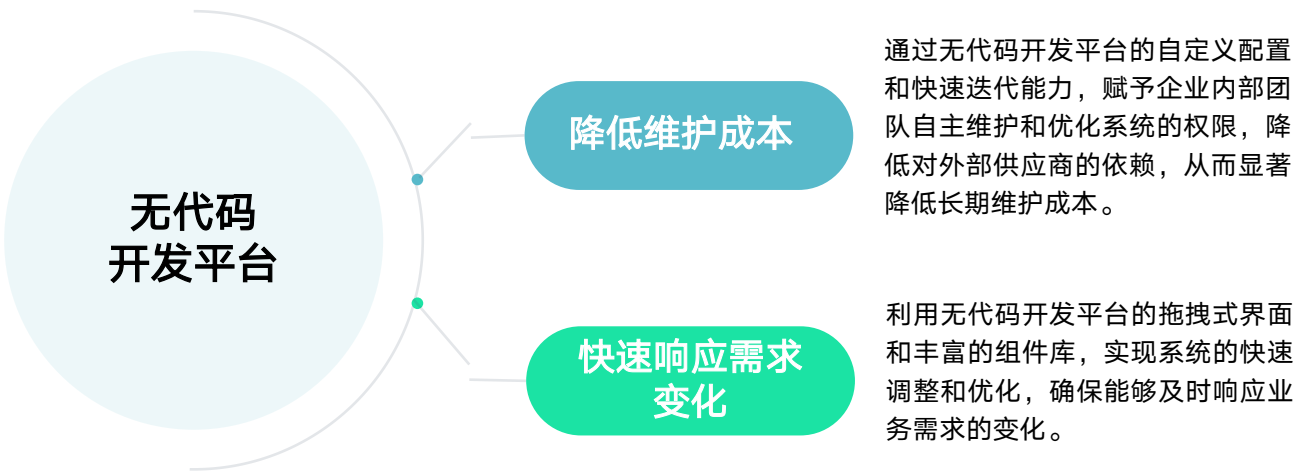 无代码
开发平台
降低维护成本
通过无代码开发平台的自定义配置
和快速迭代能力，赋予企业内部团
队自主维护和优化系统的权限，降
低对外部供应商的依赖，从而显著
降低长期维护成本。
快速响应需求
变化
利用无代码开发平台的拖拽式界面
和丰富的组件库，实现系统的快速
调整和优化，确保能够及时响应业
务需求的变化。